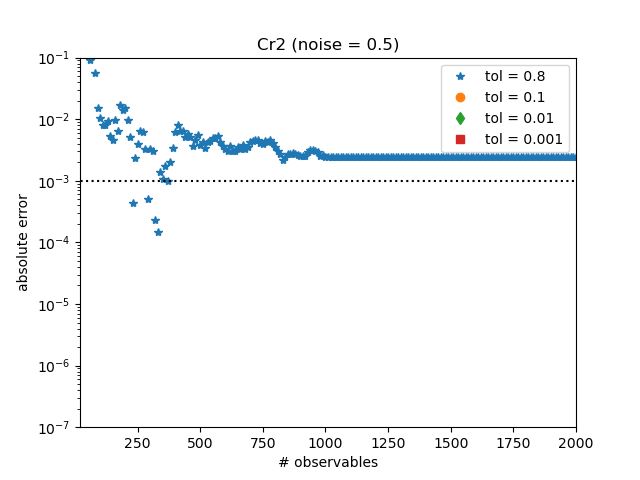 Cr2 (noise = 0.5)
10⁻¹
10⁻²
10⁻³
10⁻⁴
10⁻⁵
10⁻⁶
10⁻⁷
absolute error
tol = 0.8
tol = 0.1
tol = 0.01
tol = 0.001
250 500 750 1000 1250 1500 1750 2000
# observables